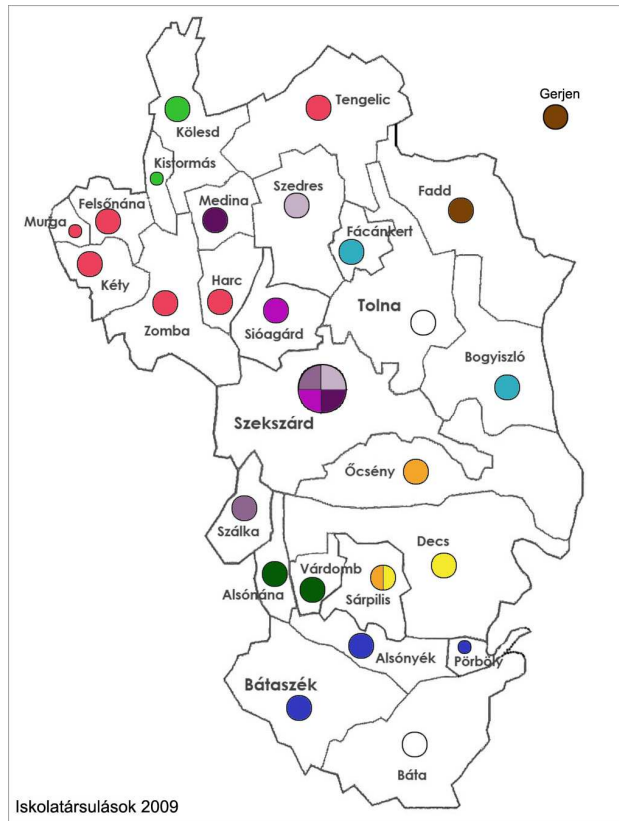 Gerjen
Tengelic
Kölesd
Kistormás
Szedres
Medina
Felsőnána
Fadd
Murga
Fácánkert
Harc
Kéty
Tolna
Zomba
Sióagárd
Bogyiszló
Szekszárd
Őcsény
Szálka
Decs
Várdomb
Alsónána
Sárpilis
Alsónyék
Pörböly
Bátaszék
Báta
Iskolatársulások 2009